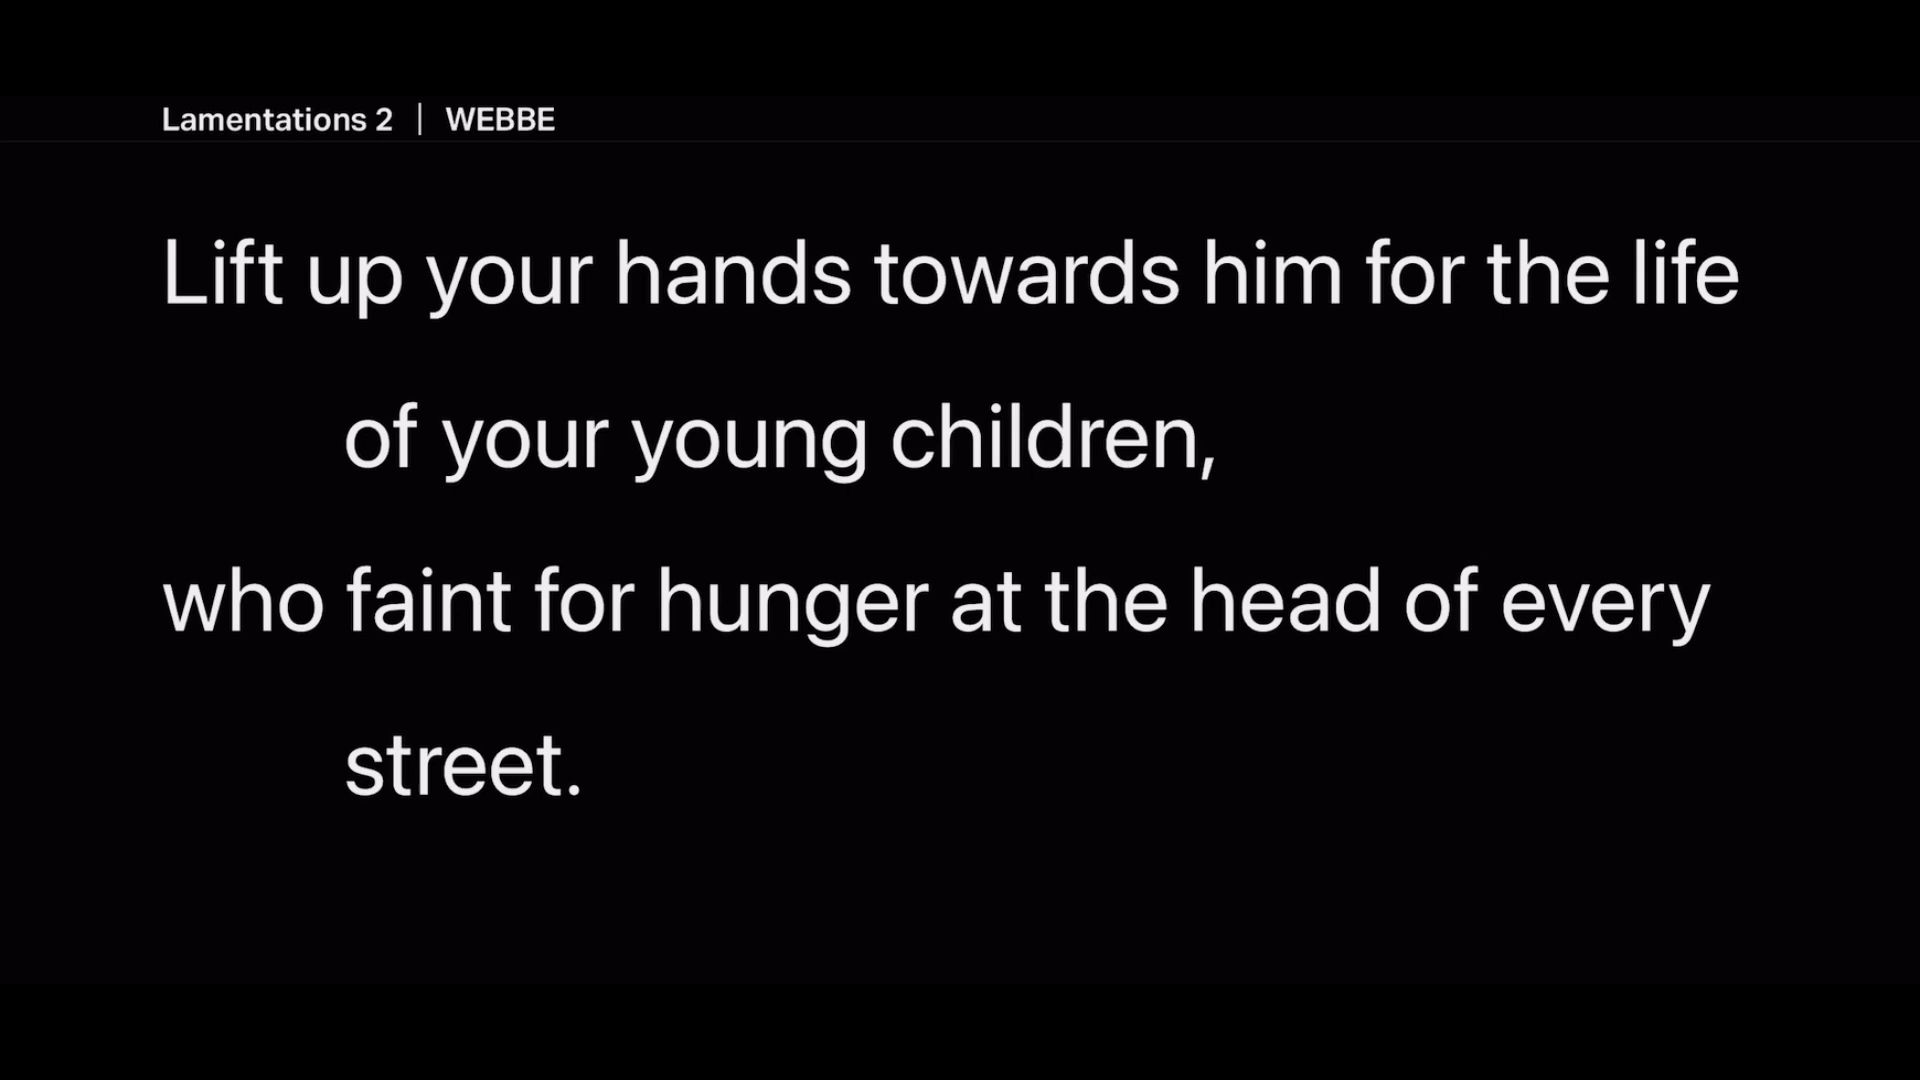 Lamentations 2 | WEBBE
Lift up your hands towards him for the life
of your young children,
who faint for hunger at the head of every
street.